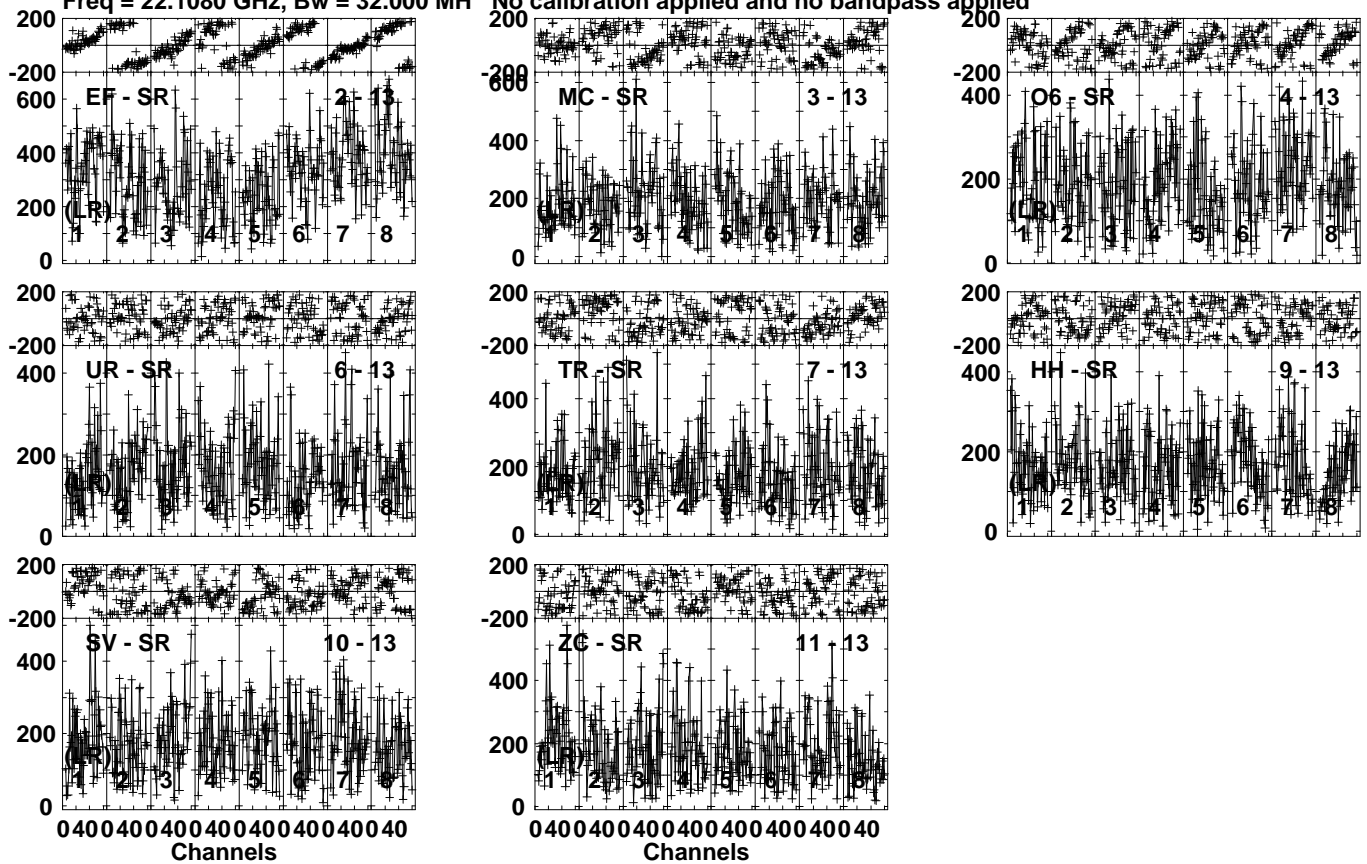 Freq = 22.1080 GHz, Bw = 32.000 MH No calibration applied and no bandpass applied
200
-200
600
400
200
0
EF - SR 2 - 13
(LR)
1 2 3 4 5 6 7 8
200
-200
600
400
200
0
MC - SR 3 - 13
(LR)
1 2 3 4 5 6 7 8
200
-200
400
200
0
O6 - SR 4 - 13
(LR)
1 2 3 4 5 6 7 8
200
-200
400
200
0
UR - SR 6 - 13
(LR)
1 2 3 4 5 6 7 8
200
-200
400
200
0
TR - SR 7 - 13
(LR)
1 2 3 4 5 6 7 8
200
-200
400
200
0
HH - SR 9 - 13
(LR)
1 2 3 4 5 6 7 8
200
-200
400
200
0
SV - SR 10 - 13
(LR)
1 2 3 4 5 6 7 8
0 40 0 40 0 40 0 40 0 40 0 40 0 40 0 40
Channels
200
-200
400
200
0
ZC - SR 11 - 13
(LR)
1 2 3 4 5 6 7 8
0 40 0 40 0 40 0 40 0 40 0 40 0 40 0 40
Channels